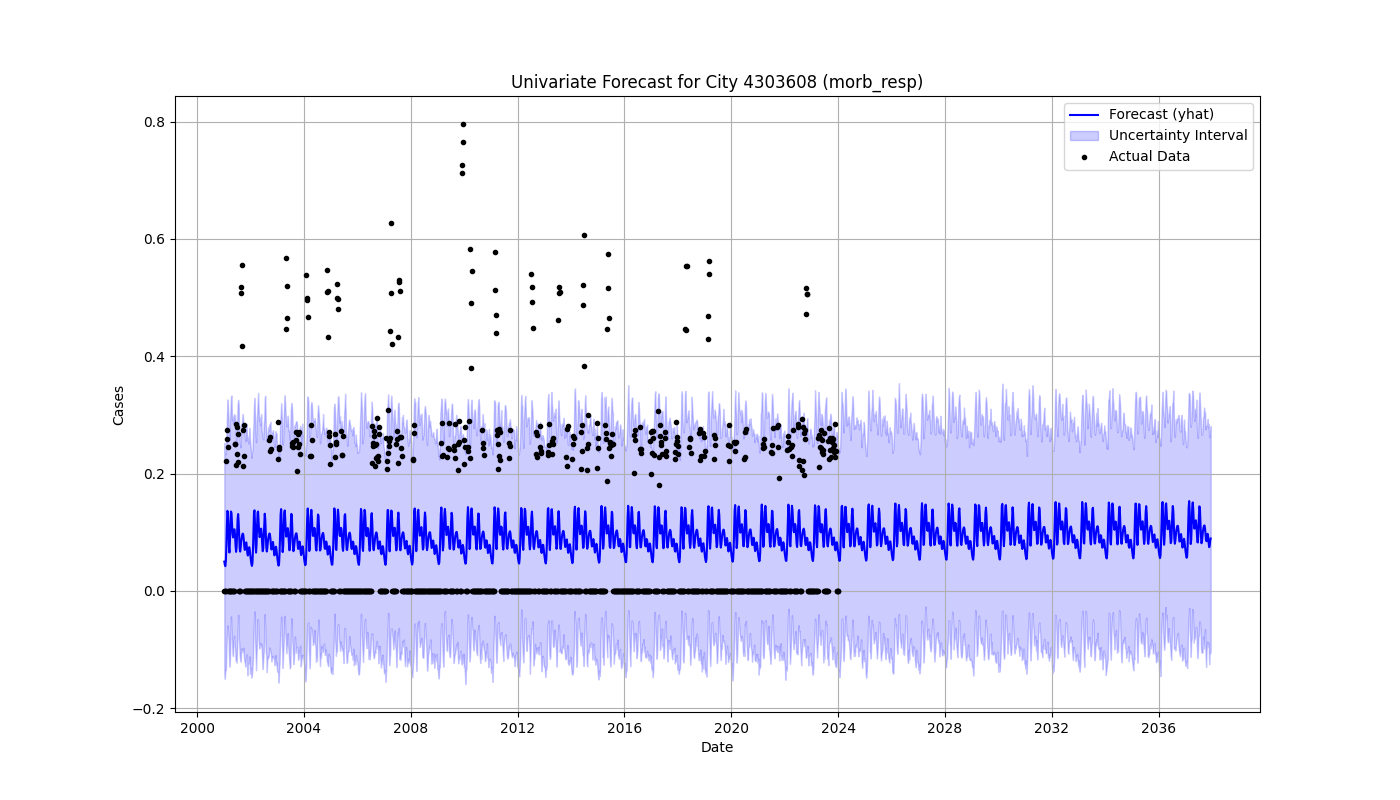 Univariate Forecast for City 4303608 (morb_resp)
Forecast (yhat)
Uncertainty Interval
Actual Data
Cases
0.8
0.6
0.4
0.2
0.0
−0.2
2000 2004 2008 2012 2016 2020 2024 2028 2032 2036
Date